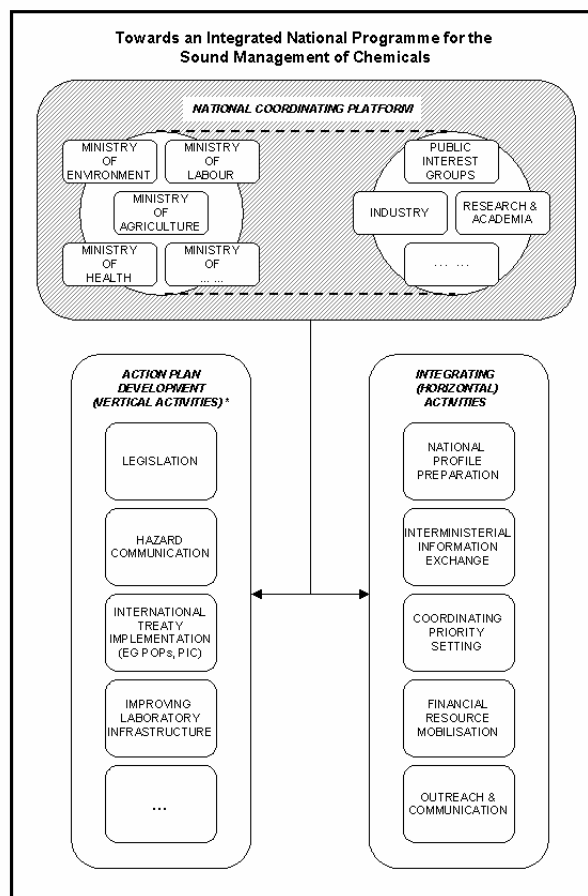 Towards an Integrated National Programme for the
Sound Management of Chemicals
NATIONAL COORDINATING PLATFORM
MINISTRY
OF
ENVIRONMENT
MINISTRY
OF
LABOUR
MINISTRY
OF
AGRICULTURE
MINISTRY
OF
HEALTH
MINISTRY
OF
... ...
PUBLIC
INTEREST
GROUPS
INDUSTRY
RESEARCH &
ACADEMIA
... ...
ACTION PLAN
DEVELOPMENT
(VERTICAL ACTIVITIES) *
LEGISLATION
HAZARD
COMMUNICATION
INTERNATIONAL
TREATY
IMPLEMENTATION
(EG POPs, PIC)
IMPROVING
LABORATORY
INFRASTRUCTURE
...
INTEGRATING
(HORIZONTAL)
ACTIVITIES
NATIONAL
PROFILE
PREPARATION
INTERMINISTERIAL
INFORMATION
EXCHANGE
COORDINATING
PRIORITY
SETTING
FINANCIAL
RESOURCE
MOBILISATION
OUTREACH &
COMMUNICATION